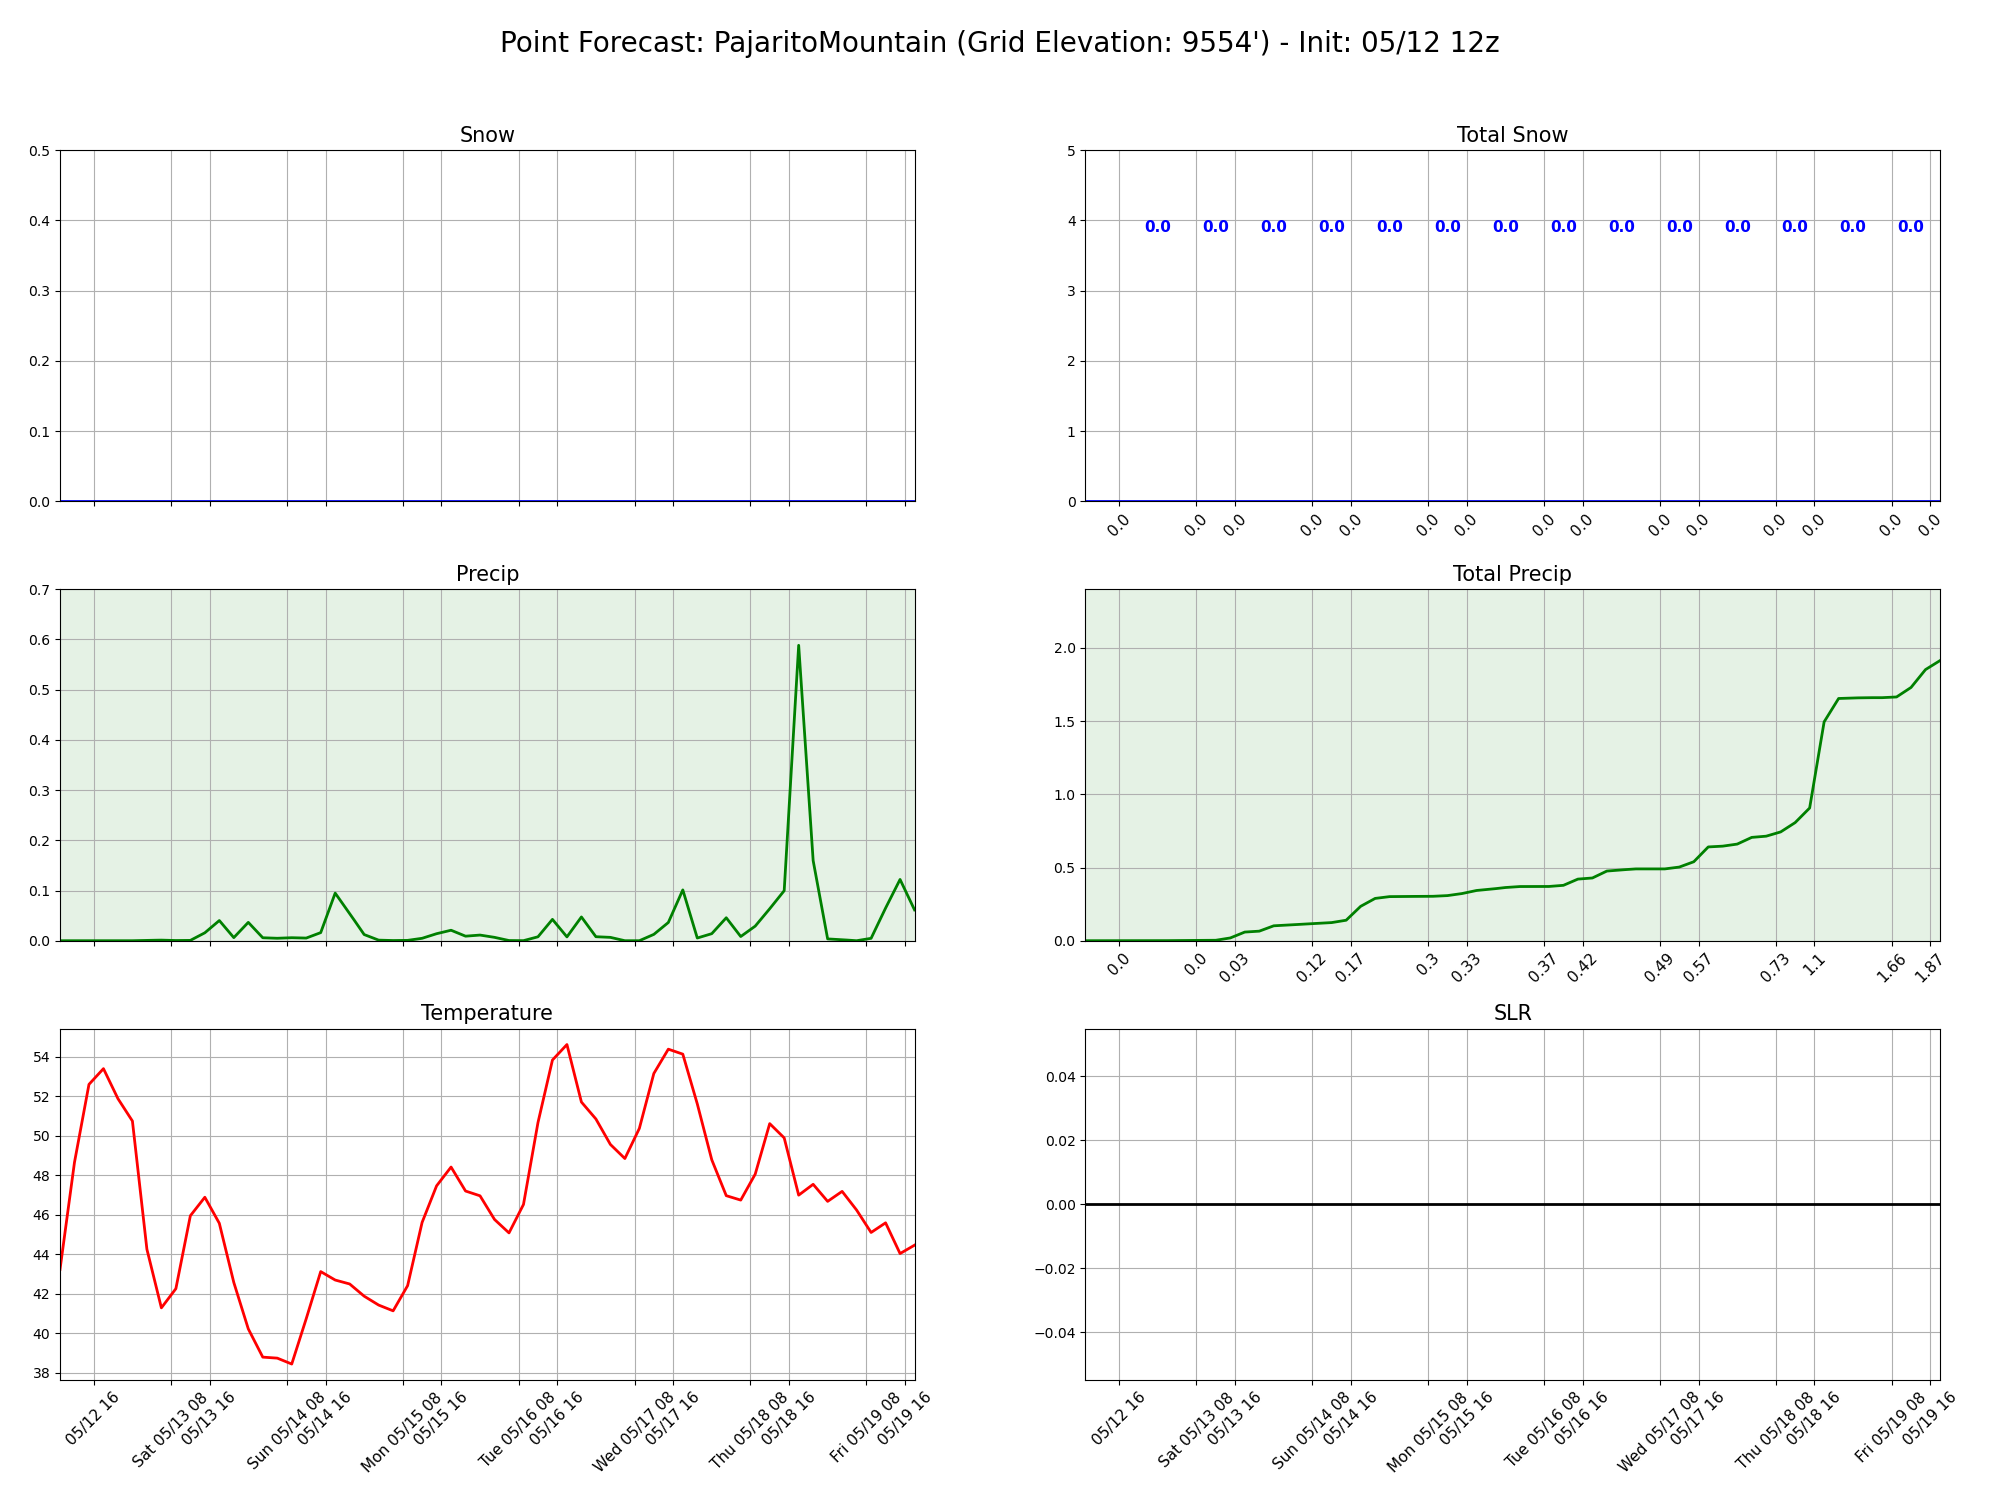 Point Forecast: PajaritoMountain (Grid Elevation: 9554') - Init: 05/12 12z
Snow
0.5
0.4
0.3
0.2
0.1
0.0
Total Snow
5
4
3
2
1
0
0.0 0.0 0.0 0.0 0.0 0.0 0.0 0.0 0.0 0.0 0.0 0.0 0.0 0.0
0.0 0.0 0.0 0.0 0.0 0.0 0.0 0.0 0.0 0.0 0.0 0.0 0.0 0.0 0.0
Precip
0.7
0.6
0.5
0.4
0.3
0.2
0.1
0.0
Total Precip
2.0
1.5
1.0
0.5
0.0
0.0 0.0 0.03 0.12 0.17 0.3 0.33 0.37 0.42 0.49 0.57 0.73 1.1 1.66 1.87
Temperature
54
52
50
48
46
44
42
40
38
05/12 16
Sat 05/13 08
05/13 16
Sun 05/14 08
05/14 16
Mon 05/15 08
05/15 16
Tue 05/16 08
05/16 16
Wed 05/17 08
05/17 16
Thu 05/18 08
05/18 16
Fri 05/19 08
05/19 16
SLR
0.04
0.02
0.00
−0.02
−0.04
05/12 16
Sat 05/13 08
05/13 16
Sun 05/14 08
05/14 16
Mon 05/15 08
05/15 16
Tue 05/16 08
05/16 16
Wed 05/17 08
05/17 16
Thu 05/18 08
05/18 16
Fri 05/19 08
05/19 16